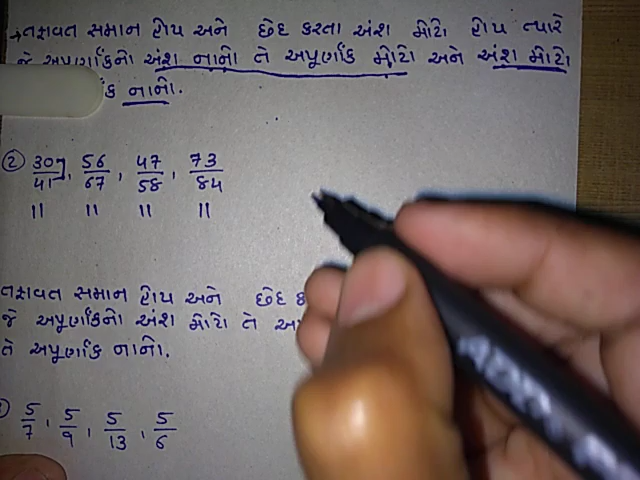 →તફાવત સમાન હોય અને છેદ કરતા અંશ મોટો હોય ત્યારે
જે અપૂર્ણાંકનો અંશ નાનો તે અપૂર્ણાંક મોટો અને અંશ મોટો
ક નાનો.
② 30/41, 56/67, 47/58, 73/84
11 11 11 11
તફાવત સમાન હોય અને છેદ
જે અપૂર્ણાંકનો અંશ મોટો તે
તે અપૂર્ણાંક નાનો.
5/7, 5/9, 5/13, 5/6